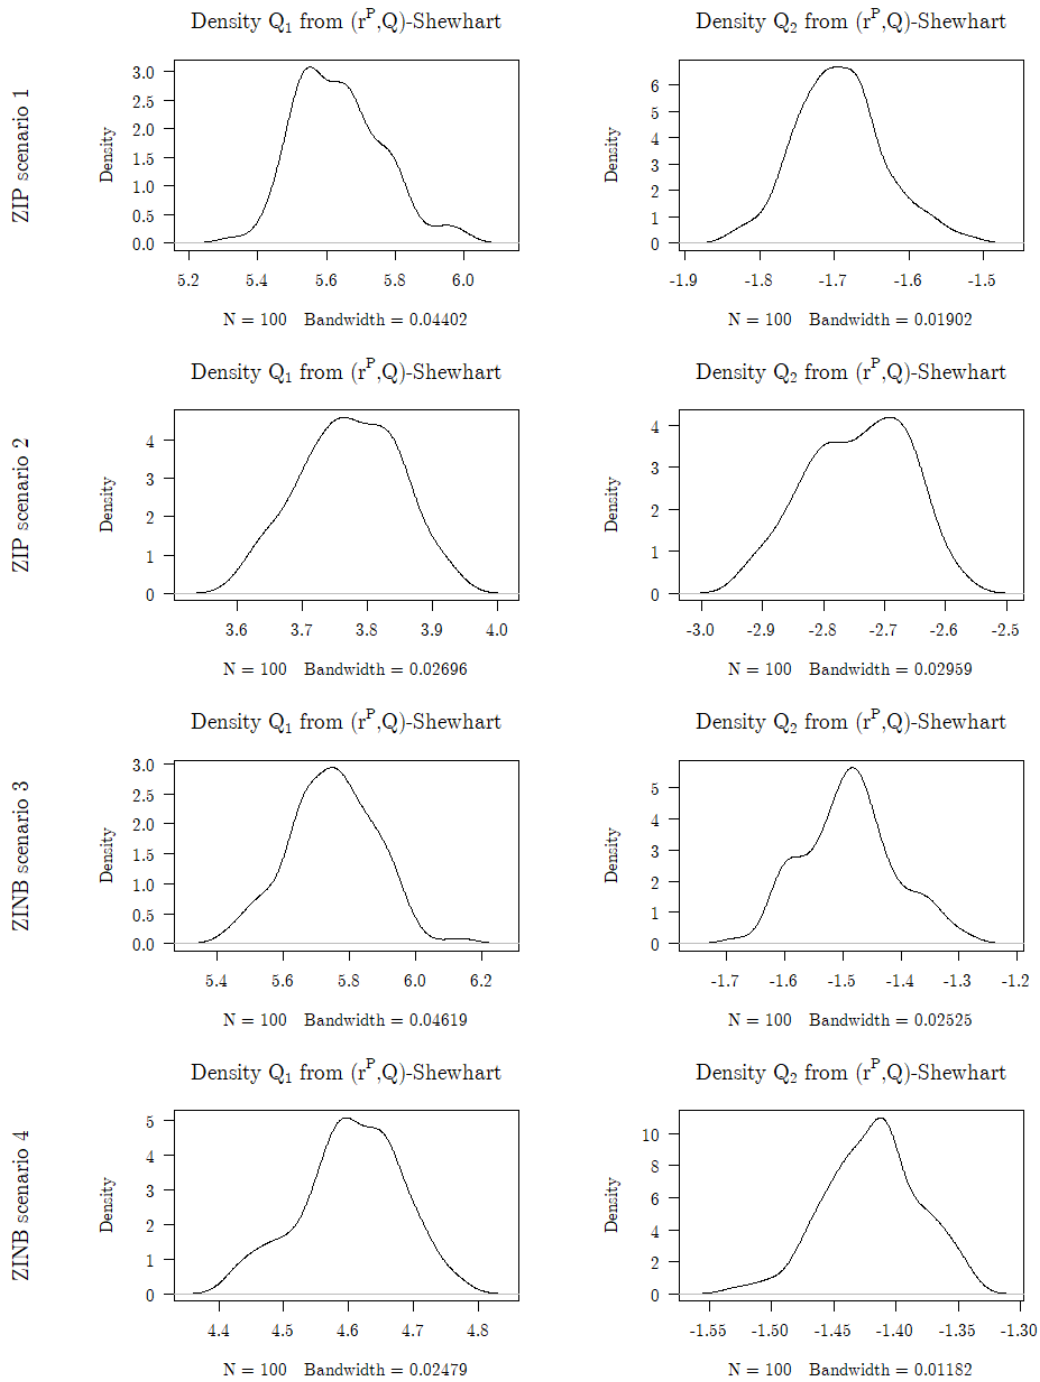 ZIP scenario 1
Density Q₁ from (rᴾ,Q)-Shewhart
Density
3.0
2.5
2.0
1.5
1.0
0.5
0.0
5.2 5.4 5.6 5.8 6.0
N = 100 Bandwidth = 0.04402
Density Q₂ from (rᴾ,Q)-Shewhart
Density
6
5
4
3
2
1
0
-1.9 -1.8 -1.7 -1.6 -1.5
N = 100 Bandwidth = 0.01902
ZIP scenario 2
Density Q₁ from (rᴾ,Q)-Shewhart
Density
4
3
2
1
0
3.6 3.7 3.8 3.9 4.0
N = 100 Bandwidth = 0.02696
Density Q₂ from (rᴾ,Q)-Shewhart
Density
4
3
2
1
0
-3.0 -2.9 -2.8 -2.7 -2.6 -2.5
N = 100 Bandwidth = 0.02959
ZINB scenario 3
Density Q₁ from (rᴾ,Q)-Shewhart
Density
3.0
2.5
2.0
1.5
1.0
0.5
0.0
5.4 5.6 5.8 6.0 6.2
N = 100 Bandwidth = 0.04619
Density Q₂ from (rᴾ,Q)-Shewhart
Density
5
4
3
2
1
0
-1.7 -1.6 -1.5 -1.4 -1.3 -1.2
N = 100 Bandwidth = 0.02525
ZINB scenario 4
Density Q₁ from (rᴾ,Q)-Shewhart
Density
5
4
3
2
1
0
4.4 4.5 4.6 4.7 4.8
N = 100 Bandwidth = 0.02479
Density Q₂ from (rᴾ,Q)-Shewhart
Density
10
8
6
4
2
0
-1.55 -1.50 -1.45 -1.40 -1.35 -1.30
N = 100 Bandwidth = 0.01182